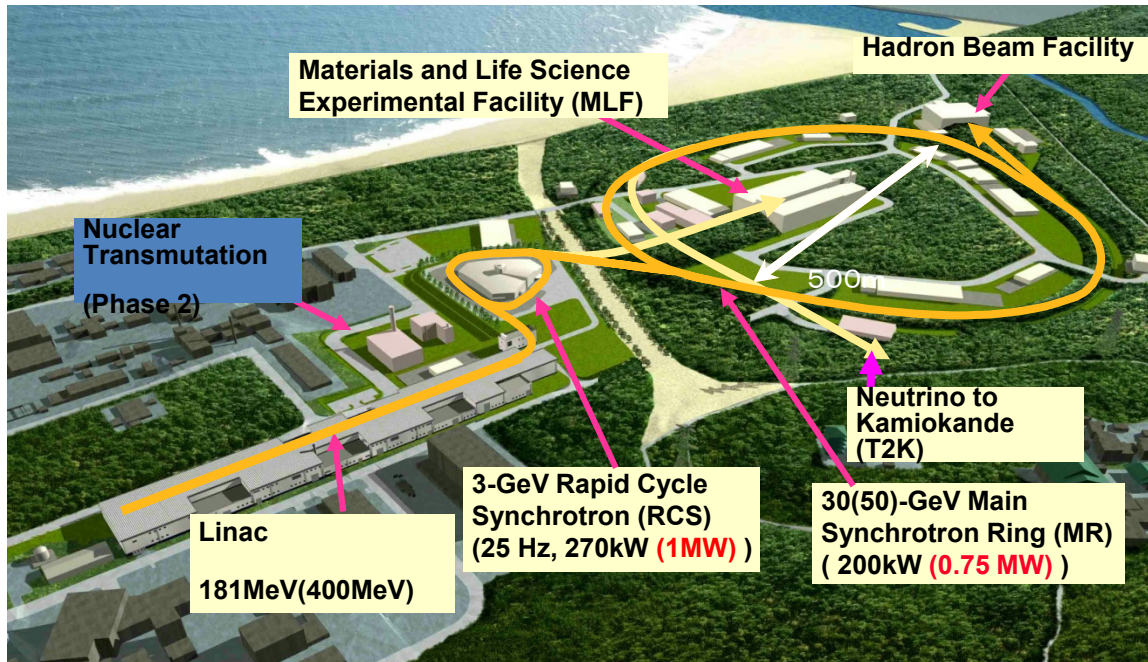 Hadron Beam Facility
Materials and Life Science
Experimental Facility (MLF)
Nuclear
Transmutation
(Phase 2)
500
Neutrino to
Kamiokande
(T2K)
3-GeV Rapid Cycle
Synchrotron (RCS)
(25 Hz, 270kW (1MW) )
30(50)-GeV Main
Synchrotron Ring (MR)
( 200kW (0.75 MW) )
Linac
181MeV(400MeV)